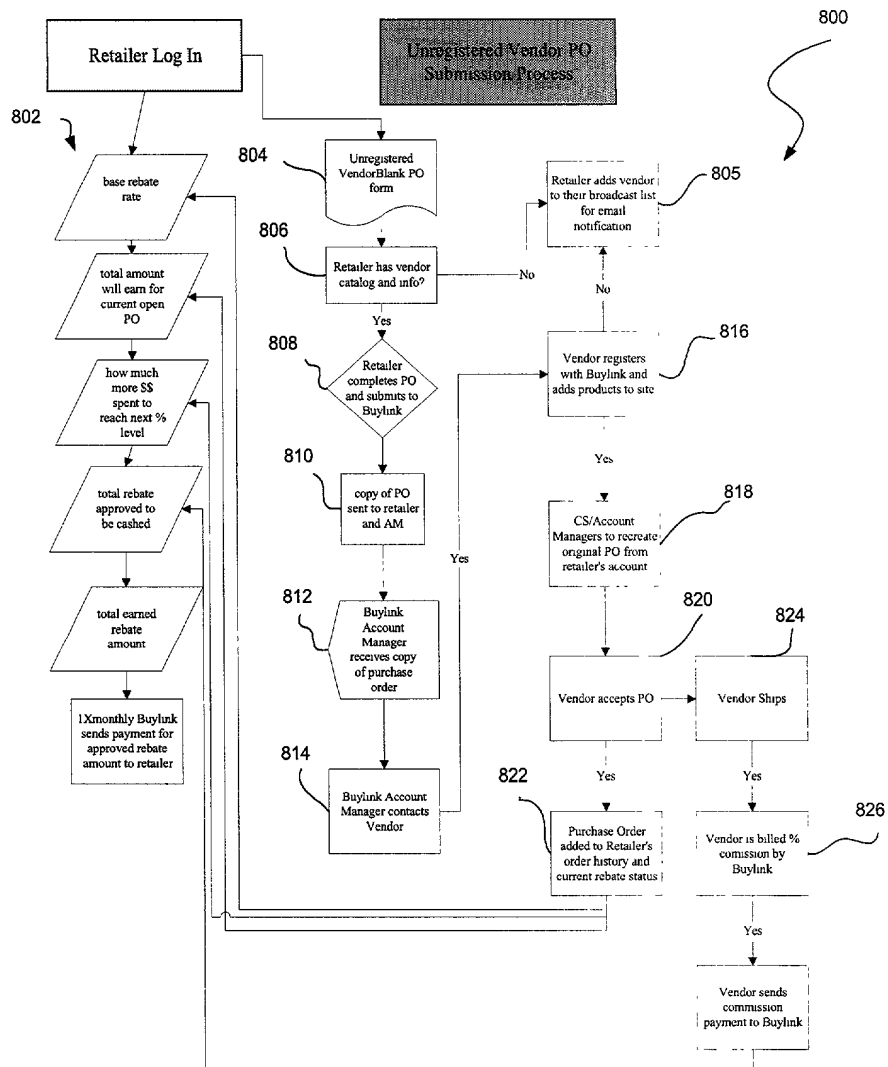 800
Retailer Log In
Unregistered Vendor PO
Submission Process
802
804
Unregistered
VendorBlank PO
form
805
Retailer adds vendor
to their broadcast list
for email
notification
base rebate
rate
806
Retailer has vendor
catalog and info?
No
No
total amount
will earn for
current open
PO
Yes
808
Retailer
completes PO
and submits to
Buylink
816
Vendor registers
with Buylink and
adds products to site
how much
more $$
spent to
reach next %
level
810
copy of PO
sent to retailer
and AM
Yes
Yes
818
CS/Account
Managers to recreate
original PO from
retailer's account
total rebate
approved to
be cashed
812
Buylink
Account
Manager
receives copy
of purchase
order
820
824
total earned
rebate
amount
Vendor accepts PO
Vendor Ships
1Xmonthly Buylink
sends payment for
approved rebate
amount to retailer
814
Buylink Account
Manager contacts
Vendor
822
Yes
Yes
826
Purchase Order
added to Retailer's
order history and
current rebate status
Vendor is billed %
comission by
Buylink
Yes
Vendor sends
commission
payment to Buylink